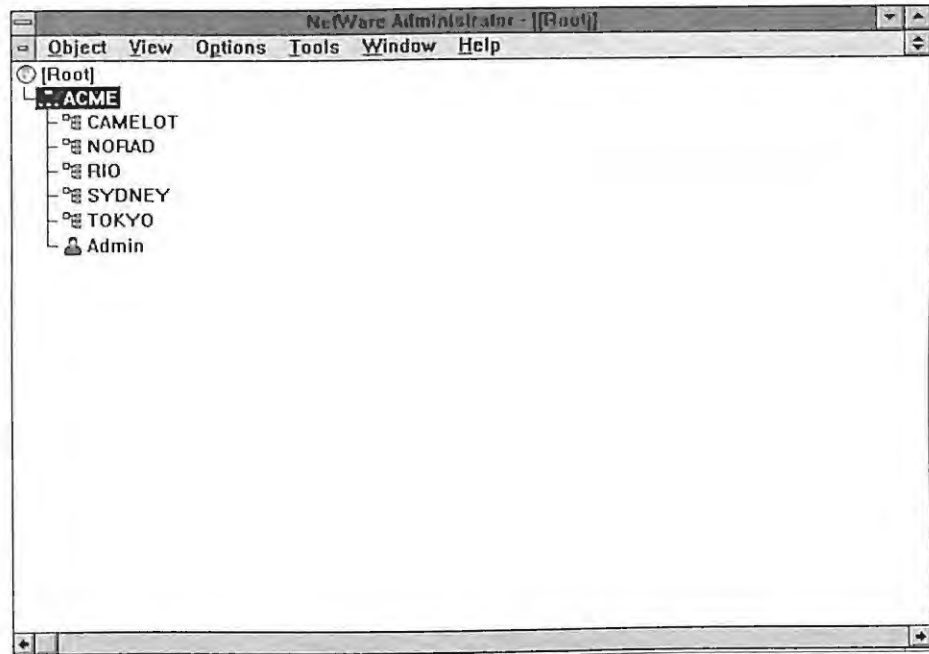 NetWare Administrator - [[Root]]
Object View Options Tools Window Help
[Root]
ACME
CAMELOT
NORAD
RIO
SYDNEY
TOKYO
Admin